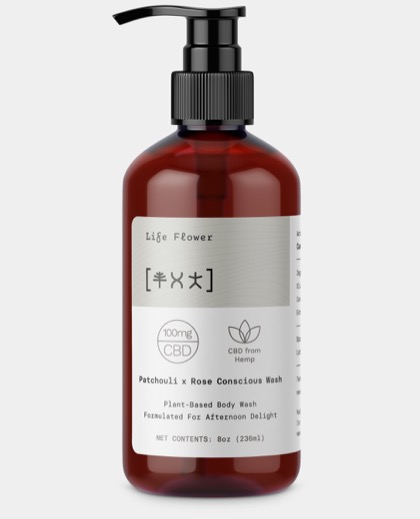 Life Flower
100mg
CBD
CBD from
Hemp
Patchouli x Rose Conscious Wash
Plant-Based Body Wash
Formulated For Afternoon Delight
NET CONTENTS: 8oz (236ml)